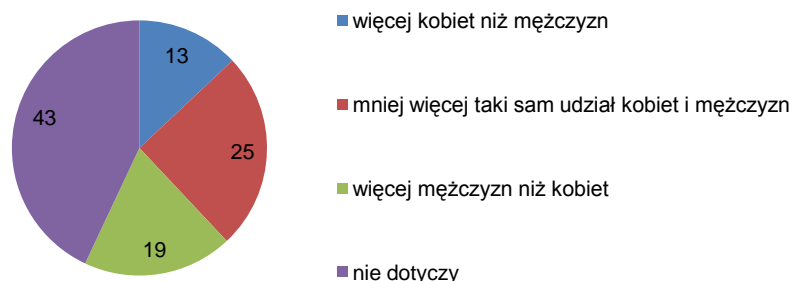 13
25
19
43
więcej kobiet niż mężczyzn
mniej więcej taki sam udział kobiet i mężczyzn
więcej mężczyzn niż kobiet
nie dotyczy